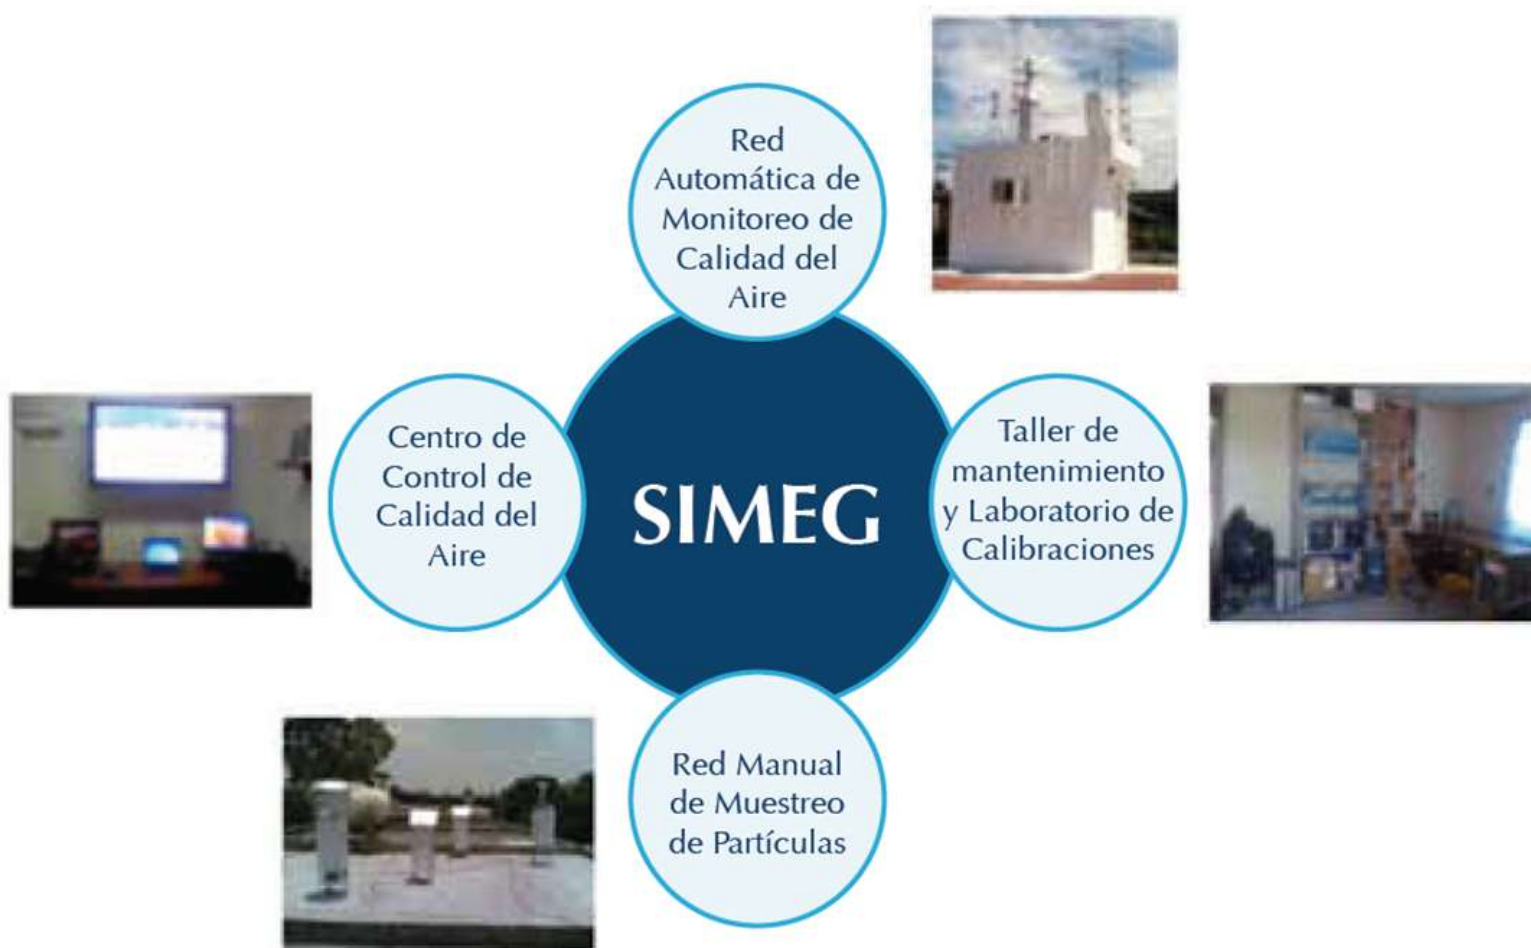 Red
Automática de
Monitoreo de
Calidad del
Aire
Centro de
Control de
Calidad del
Aire
SIMEG
Taller de
mantenimiento
y Laboratorio de
Calibraciones
Red Manual
de Muestreo
de Partículas